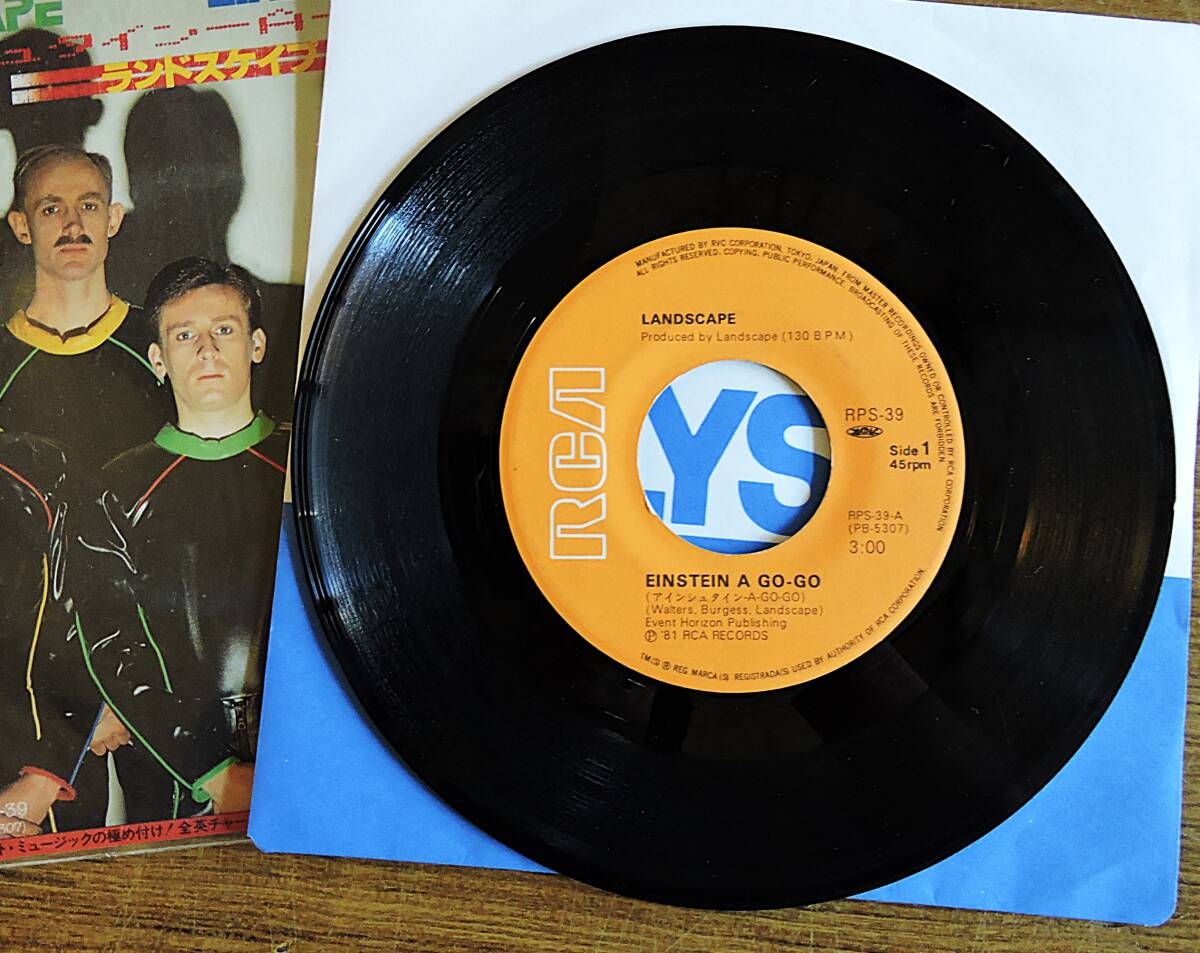 APE
ランドスケイプ
-39
307)
ト・ミュージックの極め付け! 全英チャー
MANUFACTURED BY RVC CORPORATION, TOKYO, JAPAN, FROM MASTER RECORDINGS OWNED OR CONTROLLED BY RCA CORPORATION
ALL RIGHTS RESERVED. COPYING, PUBLIC PERFORMANCE, BROADCASTING OF THESE RECORDS ARE FORBIDDEN
LANDSCAPE
Produced by Landscape (130 B.P.M.)
RCA
YS
RPS-39
Side 1
45rpm
RPS-39-A
(PB-5307)
3:00
EINSTEIN A GO-GO
(アインシュタイン-A-GO-GO)
(Walters, Burgess, Landscape)
Event Horizon Publishing
Ⓟ '81 RCA RECORDS
TM(S) ® REG. MARCA(S) REGISTRADA(S) USED BY AUTHORITY OF RCA CORPORATION.